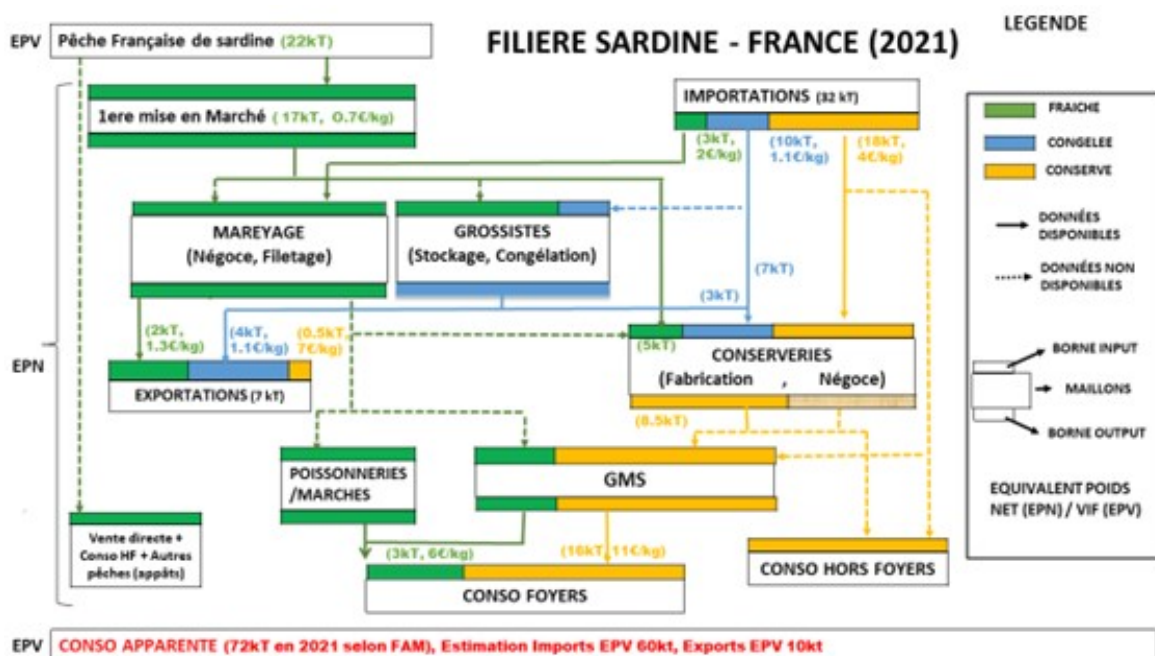 EPV
Pêche Française de sardine (22kT)
FILIERE SARDINE - FRANCE (2021)
LEGENDE
1ere mise en Marché ( 17kT, 0.7€/kg)
IMPORTATIONS (32 kT)
(3kT,
2€/kg)
(10kT,
1.1€/kg)
(18kT,
4€/kg)
FRAICHE
CONGELEE
CONSERVE
MAREYAGE
(Négoce, Filetage)
GROSSISTES
(Stockage, Congélation)
DONNÉES
DISPONIBLES
DONNÉES NON
DISPONIBLES
(7kT)
(3kT)
(2kT,
1.3€/kg)
(4kT,
1.1€/kg)
(0.5kT,
7€/kg)
EPN
EXPORTATIONS (7 kT)
(5kT)
CONSERVERIES
(Fabrication , Négoce)
BORNE INPUT
MAILLONS
BORNE OUTPUT
(8.5kT)
POISSONNERIES
/MARCHES
GMS
EQUIVALENT POIDS
NET (EPN) / VIF (EPV)
Vente directe +
Conso HF + Autres
pêches (appâts)
(3kT, 6€/kg)
(16kT, 11€/kg)
CONSO FOYERS
CONSO HORS FOYERS
EPV
CONSO APPARENTE (72kT en 2021 selon FAM), Estimation Imports EPV 60kt, Exports EPV 10kt